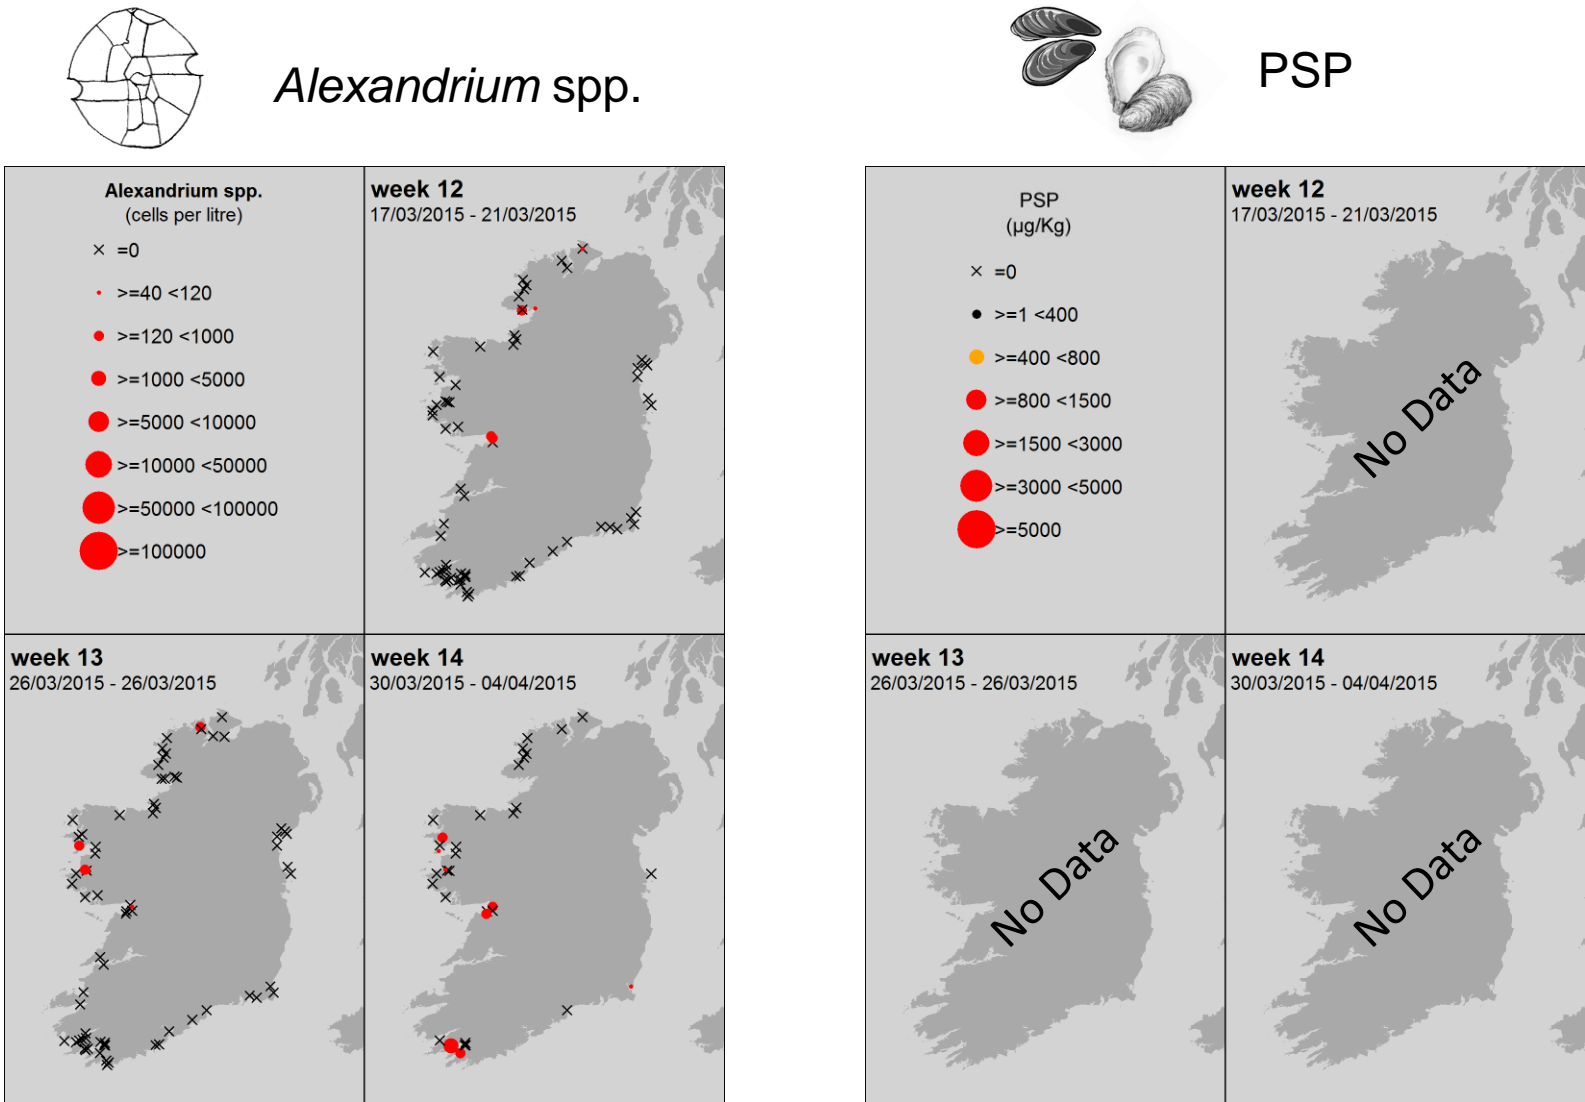 Alexandrium spp.
PSP
Alexandrium spp.
(cells per litre)
=0
>=40 <120
>=120 <1000
>=1000 <5000
>=5000 <10000
>=10000 <50000
>=50000 <100000
>=100000
week 12
17/03/2015 - 21/03/2015
week 13
26/03/2015 - 26/03/2015
week 14
30/03/2015 - 04/04/2015
PSP
(µg/Kg)
=0
>=1 <400
>=400 <800
>=800 <1500
>=1500 <3000
>=3000 <5000
>=5000
week 12
17/03/2015 - 21/03/2015
No Data
week 13
26/03/2015 - 26/03/2015
No Data
week 14
30/03/2015 - 04/04/2015
No Data